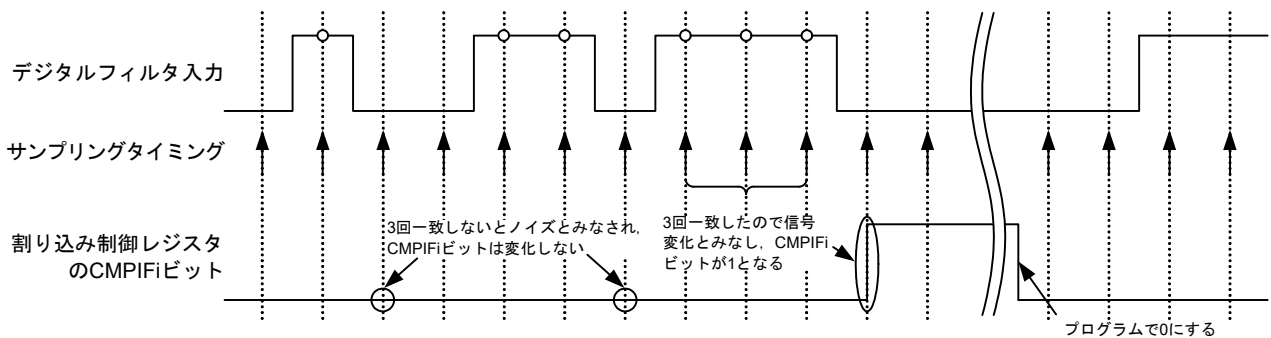 デジタルフィルタ入力
サンプリングタイミング
3回一致しないとノイズとみなされ,
CMPIFiビットは変化しない
3回一致したので信号
変化とみなし，CMPIFi
ビットが1となる
割り込み制御レジスタ
のCMPIFiビット
プログラムで0にする